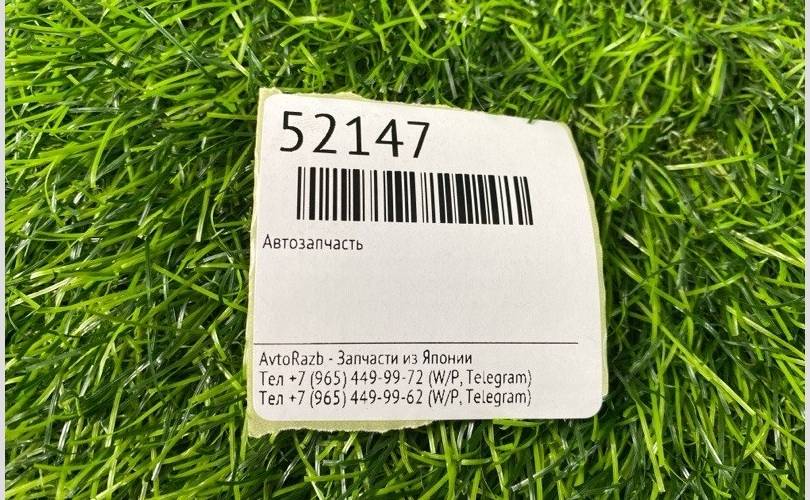 52147
Автозапчасть
AvtoRazb - Запчасти из Японии
Тел +7 (965) 449-99-72 (W/P, Telegram)
Тел +7 (965) 449-99-62 (W/P, Telegram)